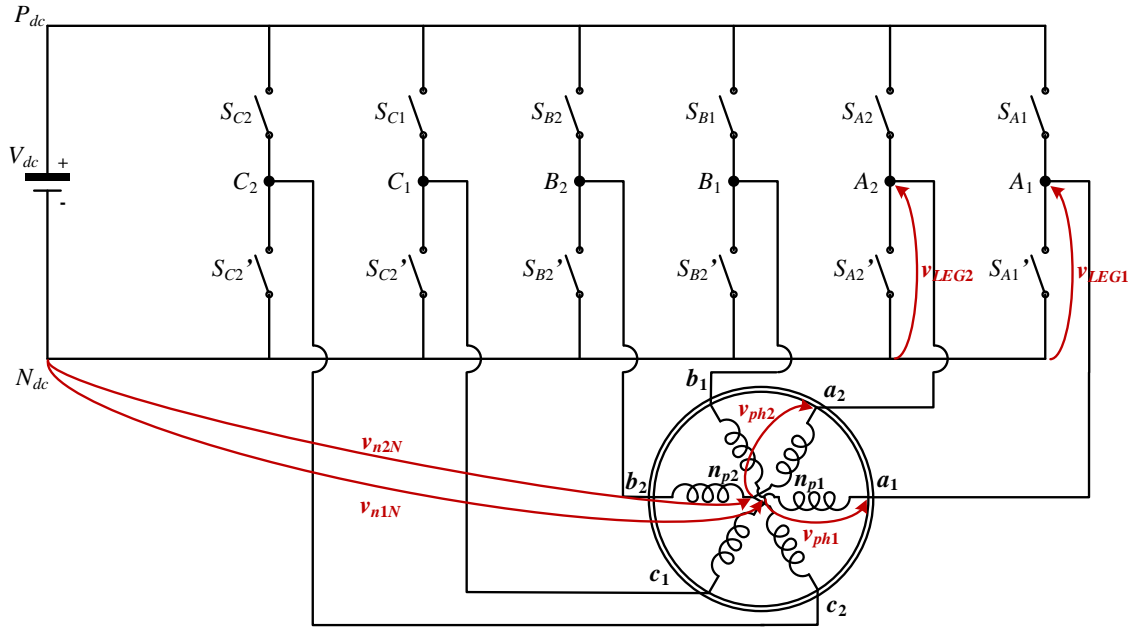 P_dc
S_C2 S_C1 S_B2 S_B1 S_A2 S_A1
V_dc +
-
C_2 C_1 B_2 B_1 A_2 A_1
S_C2' S_C2' S_B2' S_B2' S_A2' S_A1'
v_LEG2 v_LEG1
N_dc
b_1 a_2
v_ph2
v_n2N
b_2 n_p2 n_p1 a_1
v_n1N
v_ph1
c_1 c_2